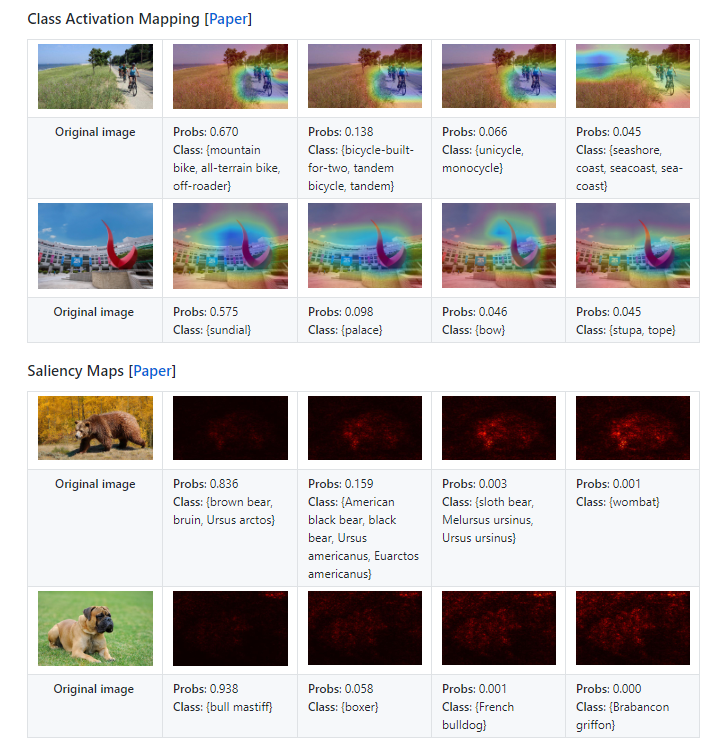 Class Activation Mapping [Paper]
Original image
Probs: 0.670
Class: {mountain
bike, all-terrain bike,
off-roader}
Probs: 0.138
Class: {bicycle-built-
for-two, tandem
bicycle, tandem}
Probs: 0.066
Class: {unicycle,
monocycle}
Probs: 0.045
Class: {seashore,
coast, seacoast, sea-
coast}
Original image
Probs: 0.575
Class: {sundial}
Probs: 0.098
Class: {palace}
Probs: 0.046
Class: {bow}
Probs: 0.045
Class: {stupa, tope}
Saliency Maps [Paper]
Original image
Probs: 0.836
Class: {brown bear,
bruin, Ursus arctos}
Probs: 0.159
Class: {American
black bear, black
bear, Ursus
americanus, Euarctos
americanus}
Probs: 0.003
Class: {sloth bear,
Melursus ursinus,
Ursus ursinus}
Probs: 0.001
Class: {wombat}
Original image
Probs: 0.938
Class: {bull mastiff}
Probs: 0.058
Class: {boxer}
Probs: 0.001
Class: {French
bulldog}
Probs: 0.000
Class: {Brabancon
griffon}